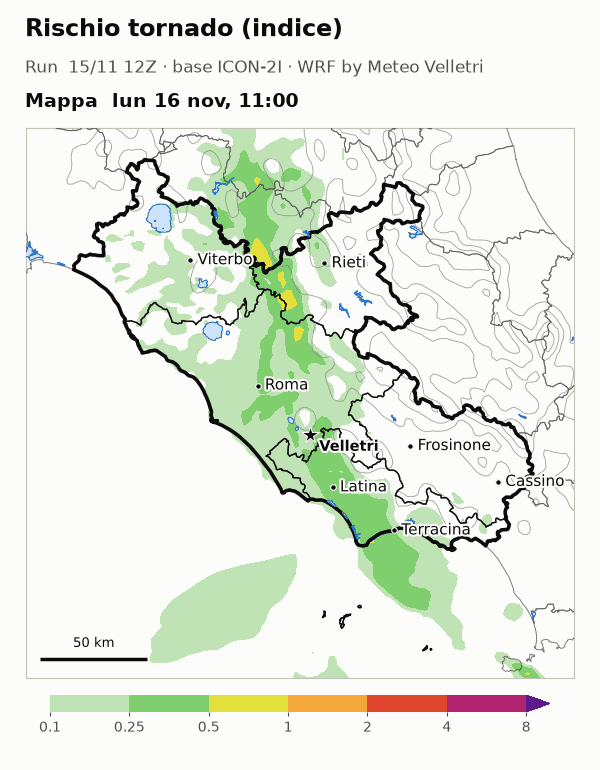 Rischio tornado (indice)
Run  15/11 12Z · base ICON-2I · WRF by Meteo Velletri
Mappa  lun 16 nov, 11:00
Viterbo
Rieti
Roma
Velletri
Frosinone
Cassino
Latina
Terracina
50 km
0.1 0.25 0.5 1 2 4 8